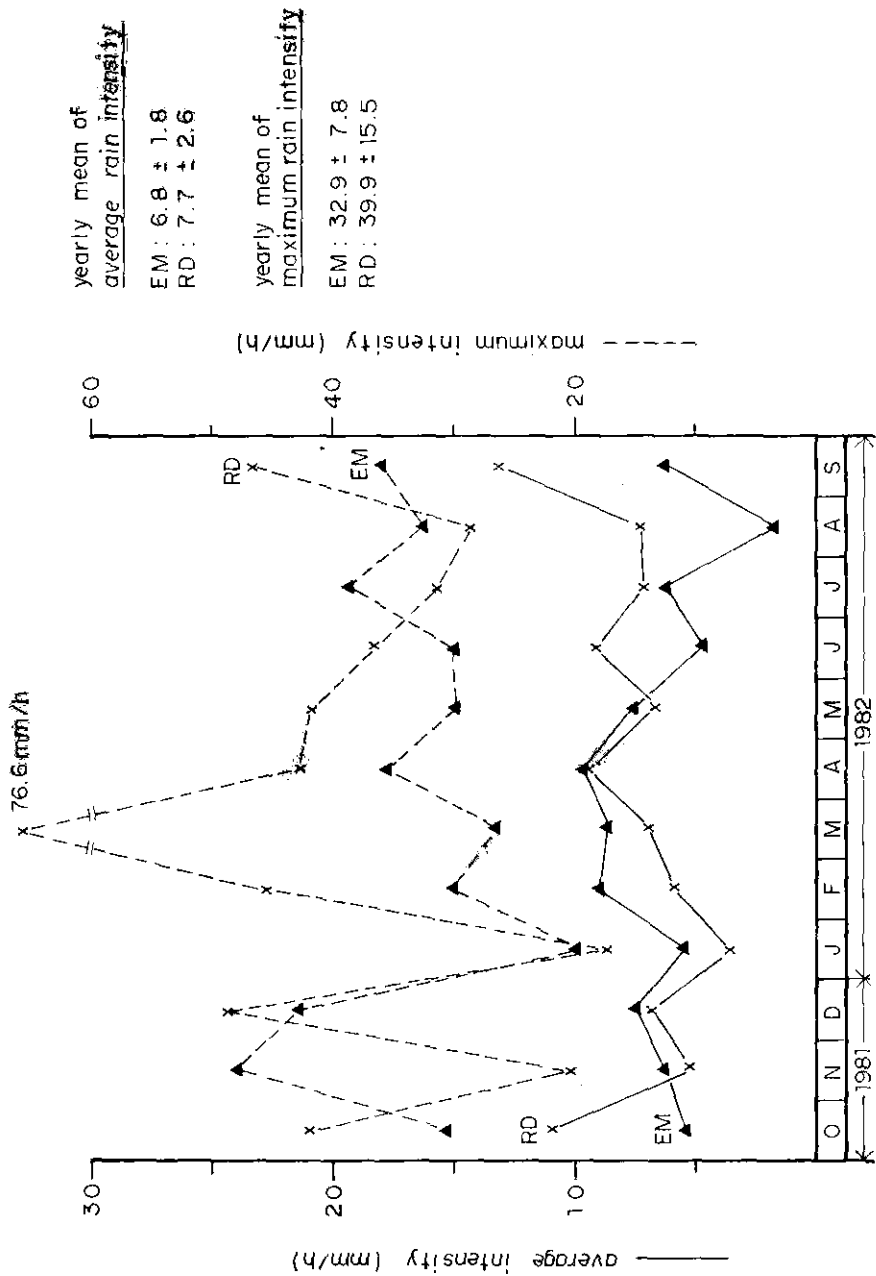 yearly mean of
average rain intensity
EM: 6.8 ± 1.8
RD: 7.7 ± 2.6
yearly mean of
maximum rain intensity
EM: 32.9 ± 7.8
RD: 39.9 ± 15.5
maximum intensity (mm/h)
60
40
20
76.6 mm/h
RD
EM
RD
EM
O N D J F M A M J J A S
1981 1982
30
20
10
average intensity (mm/h)